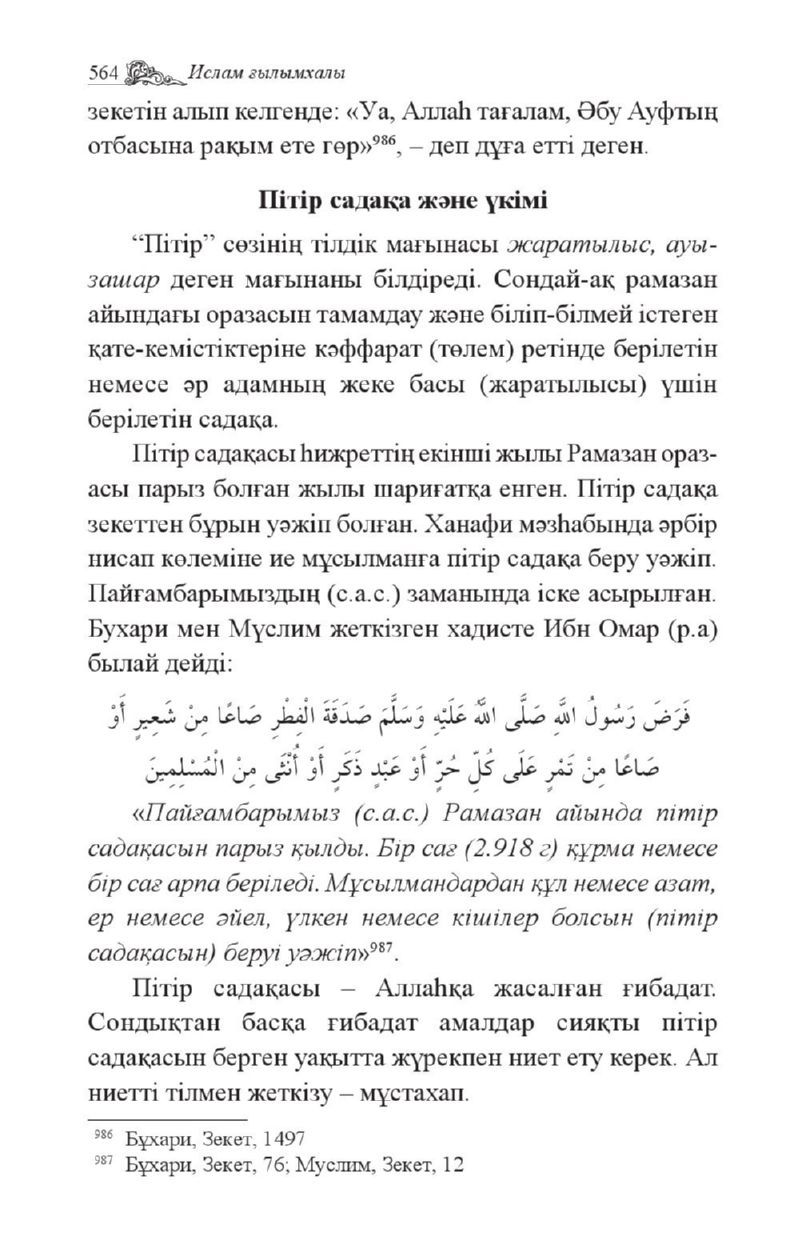 564 Ислам ғылымхалы
зекетін алып келгенде: «Уа, Аллаһ тағалам, Әбу Ауфтың
отбасына рақым ете гөр»⁹⁸⁶, – деп дұға етті деген.
Пітір садақа және үкімі
“Пітір” сөзінің тілдік мағынасы жаратылыс, ауы-
зашар деген мағынаны білдіреді. Сондай-ақ рамазан
айындағы оразасын тамамдау және біліп-білмей істеген
қате-кемістіктеріне кәффарат (төлем) ретінде берілетін
немесе әр адамның жеке басы (жаратылысы) үшін
берілетін садақа.
Пітір садақасы һижреттің екінші жылы Рамазан ораз-
асы парыз болған жылы шариғатқа енген. Пітір садақа
зекеттен бұрын уәжіп болған. Ханафи мәзһабында әрбір
нисап көлеміне ие мұсылманға пітір садақа беру уәжіп.
Пайғамбарымыздың (с.а.с.) заманында іске асырылған.
Бухари мен Мүслим жеткізген хадисте Ибн Омар (р.а)
былай дейді:
فَرَضَ رَسُولُ اللهِ صَلَّى اللهُ عَلَيْهِ وَسَلَّمَ صَدَقَةَ الْفِطْرِ صَاعًا مِنْ شَعِيرٍ أَوْ
صَاعًا مِنْ تَمْرٍ عَلَى كُلِّ حُرٍّ أَوْ عَبْدٍ ذَكَرٍ أَوْ أُنْثَى مِنْ الْمُسْلِمِينَ
«Пайғамбарымыз (с.а.с.) Рамазан айында пітір
садақасын парыз қылды. Бір сағ (2.918 г) құрма немесе
бір сағ арпа беріледі. Мұсылмандардан құл немесе азат,
ер немесе әйел, үлкен немесе кішілер болсын (пітір
садақасын) беруі уәжіп»⁹⁸⁷.
Пітір садақасы – Аллаһқа жасалған ғибадат.
Сондықтан басқа ғибадат амалдар сияқты пітір
садақасын берген уақытта жүрекпен ниет ету керек. Ал
ниетті тілмен жеткізу – мұстахап.
⁹⁸⁶ Бұхари, Зекет, 1497
⁹⁸⁷ Бұхари, Зекет, 76; Муслим, Зекет, 12